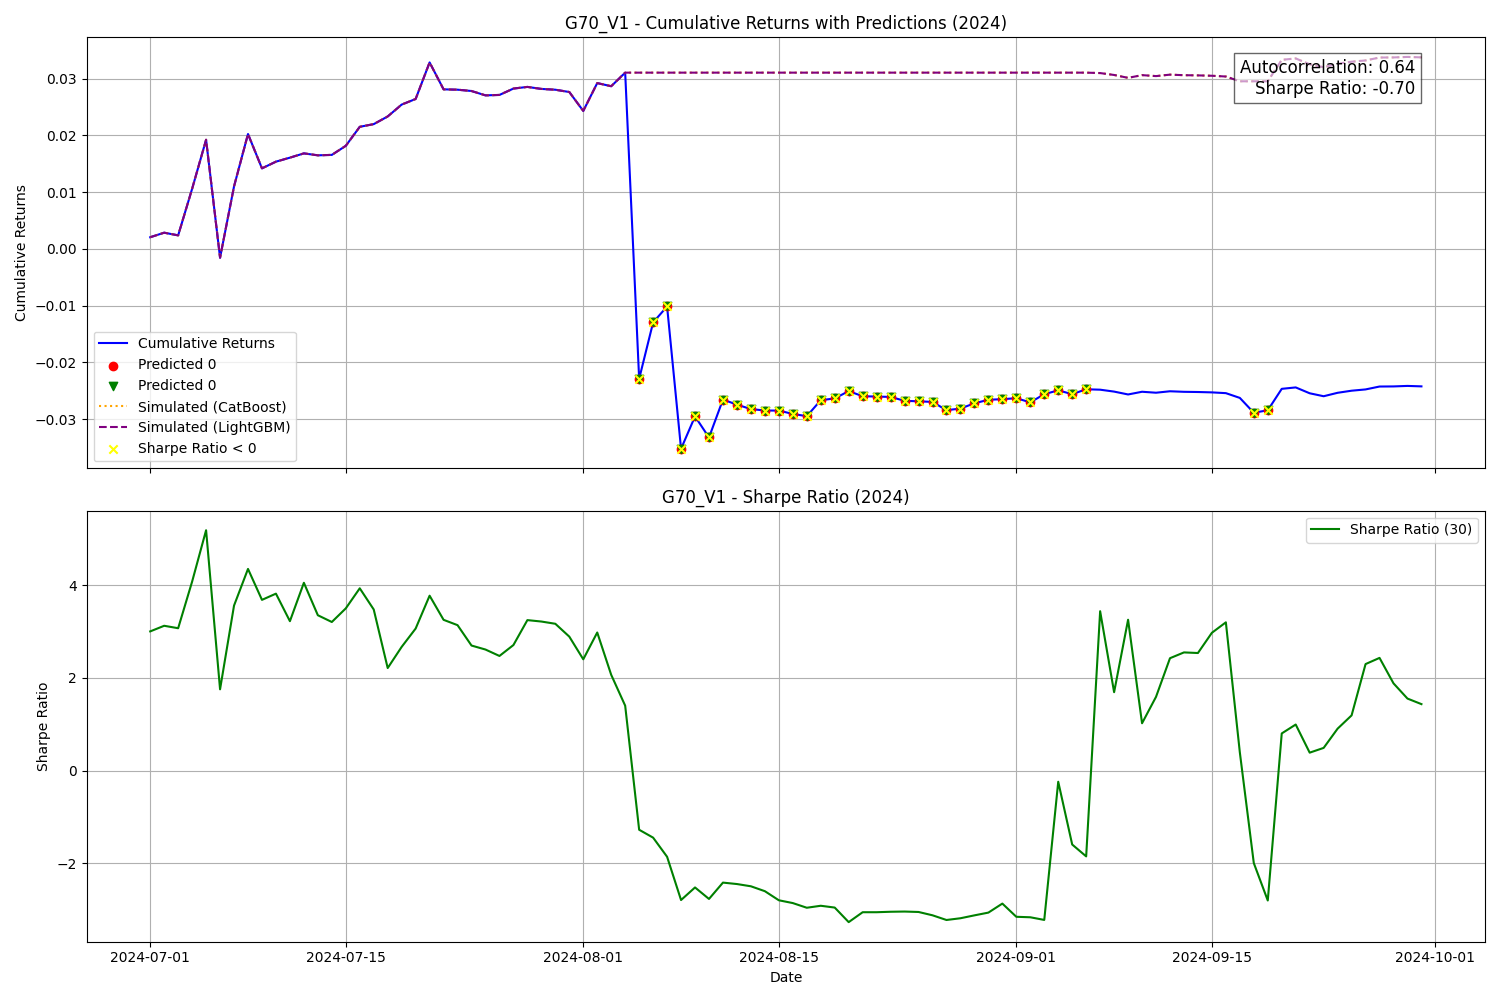 G70_V1 - Cumulative Returns with Predictions (2024)
Cumulative Returns
0.03
0.02
0.01
0.00
−0.01
−0.02
−0.03
Autocorrelation: 0.64
Sharpe Ratio: -0.70
Cumulative Returns
Predicted 0
Predicted 0
Simulated (CatBoost)
Simulated (LightGBM)
Sharpe Ratio < 0
G70_V1 - Sharpe Ratio (2024)
Sharpe Ratio
4
2
0
−2
Sharpe Ratio (30)
2024-07-01
2024-07-15
2024-08-01
2024-08-15
2024-09-01
2024-09-15
2024-10-01
Date